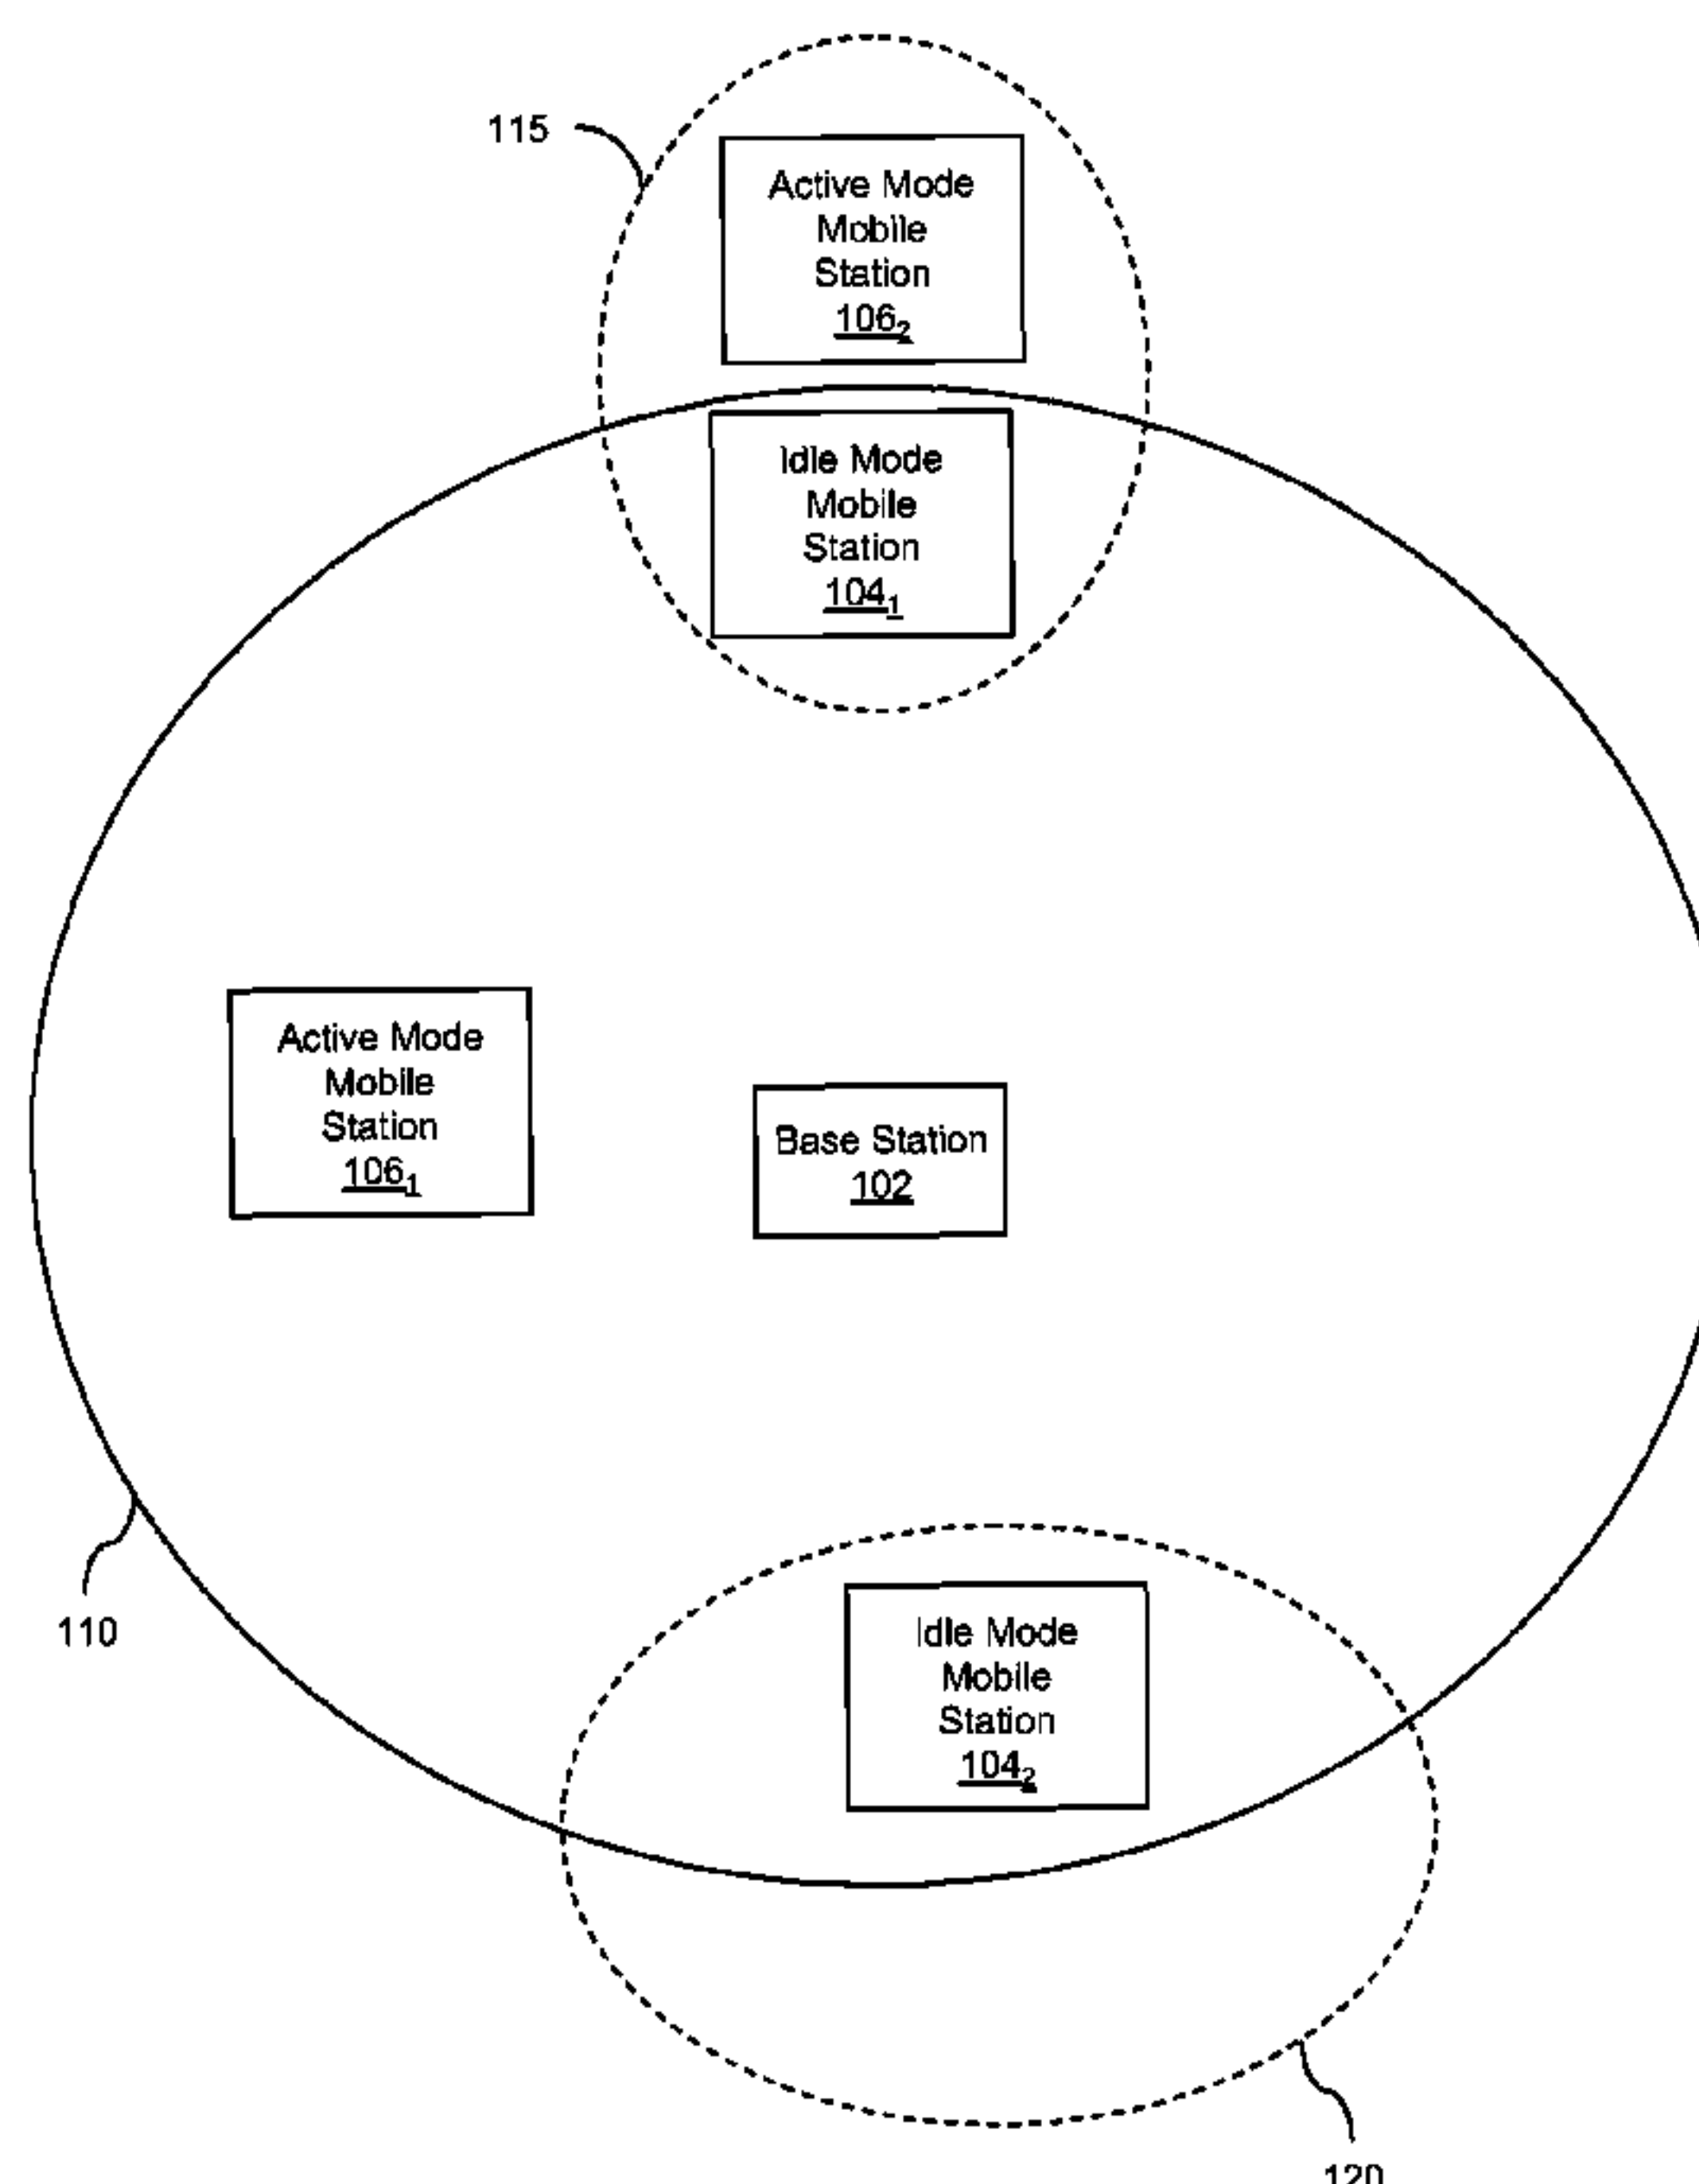 115
Active Mode
Mobile
Station
106₂
Idle Mode
Mobile
Station
104₁
Active Mode
Mobile
Station
106₁
Base Station
102
110
Idle Mode
Mobile
Station
104₂
120